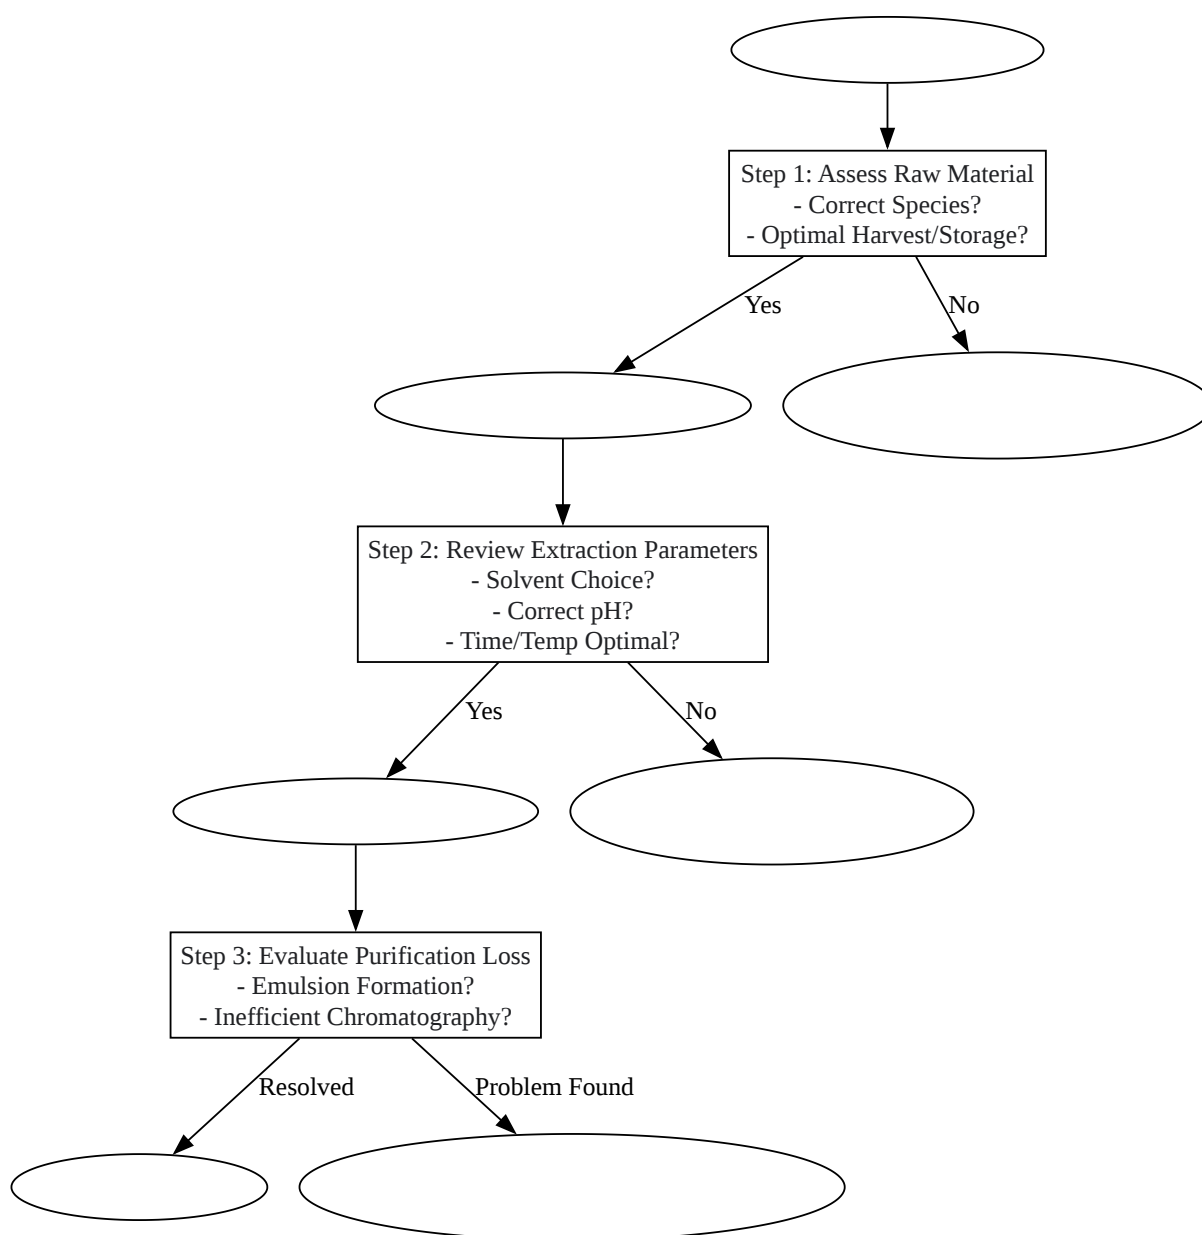 Step 1: Assess Raw Material
- Correct Species?
- Optimal Harvest/Storage?
Yes
No
Step 2: Review Extraction Parameters
- Solvent Choice?
- Correct pH?
- Time/Temp Optimal?
Yes
No
Step 3: Evaluate Purification Loss
- Emulsion Formation?
- Inefficient Chromatography?
Resolved
Problem Found